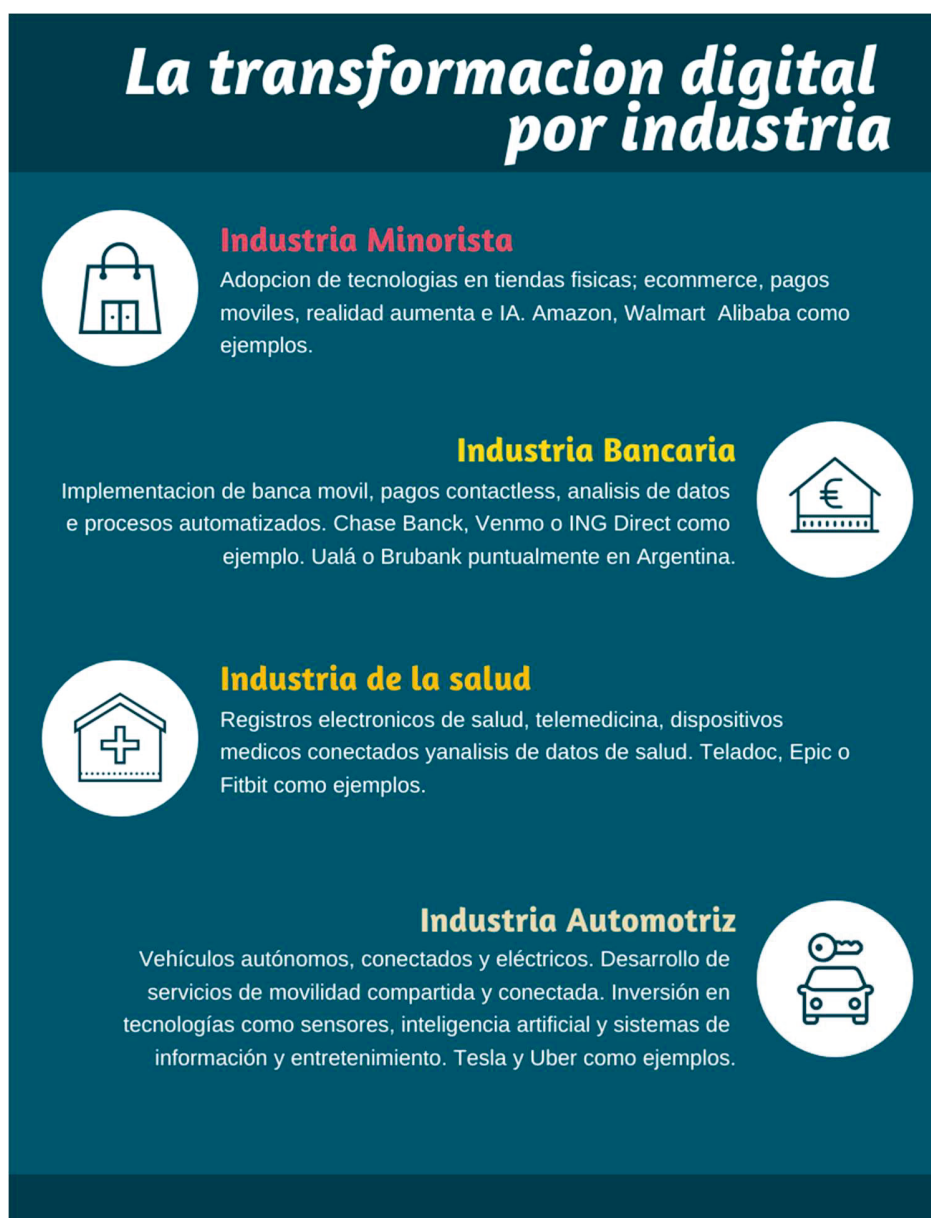 La transformacion digital
por industria
Industria Minorista
Adopcion de tecnologias en tiendas fisicas; ecommerce, pagos
moviles, realidad aumenta e IA. Amazon, Walmart  Alibaba como
ejemplos.
Industria Bancaria
Implementacion de banca movil, pagos contactless, analisis de datos
e procesos automatizados. Chase Banck, Venmo o ING Direct como
ejemplo. Ualá o Brubank puntualmente en Argentina.
€
Industria de la salud
Registros electronicos de salud, telemedicina, dispositivos
medicos conectados yanalisis de datos de salud. Teladoc, Epic o
Fitbit como ejemplos.
Industria Automotriz
Vehículos autónomos, conectados y eléctricos. Desarrollo de
servicios de movilidad compartida y conectada. Inversión en
tecnologías como sensores, inteligencia artificial y sistemas de
información y entretenimiento. Tesla y Uber como ejemplos.